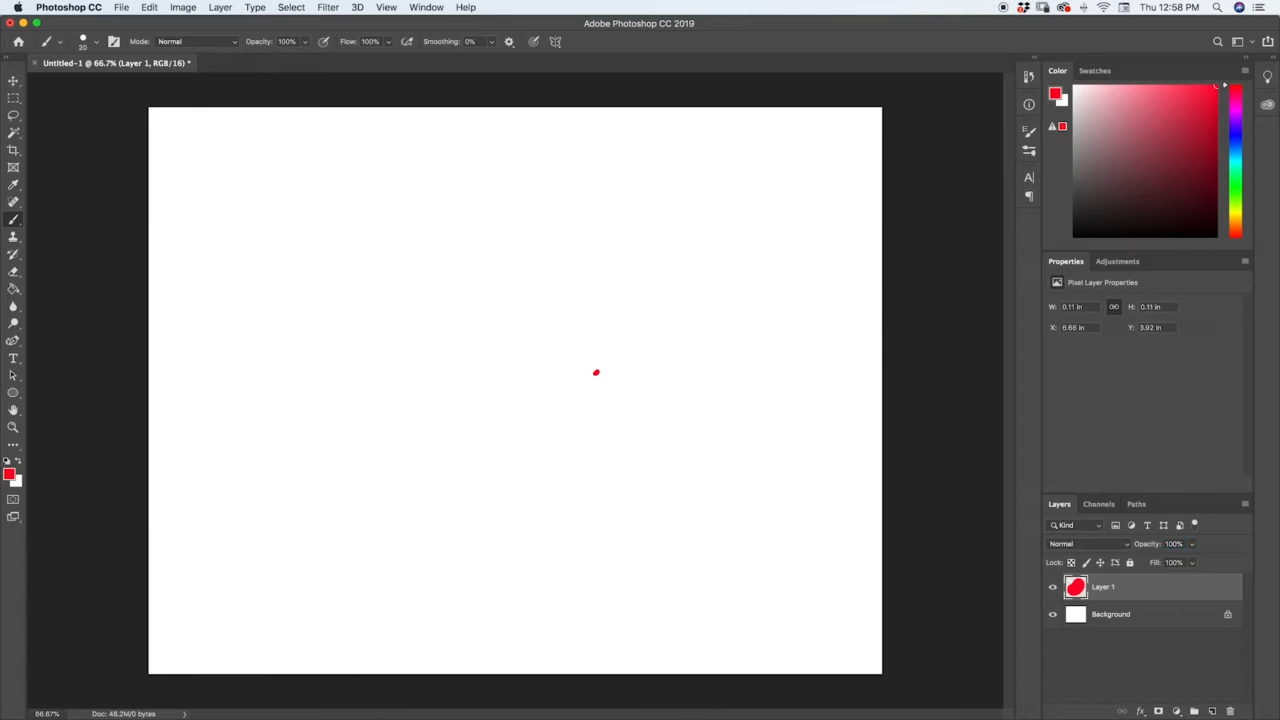 Photoshop CC File Edit Image Layer Type Select Filter 3D View Window Help Thu 12:58 PM
Adobe Photoshop CC 2019
20 Mode: Normal Opacity: 100% Flow: 100% Smoothing: 0%
Untitled-1 @ 66.7% (Layer 1, RGB/16) *
Color Swatches
Properties Adjustments
Pixel Layer Properties
W: 0.11 in H: 0.11 in
X: 6.66 in Y: 3.92 in
Layers Channels Paths
Kind
Normal Opacity: 100%
Lock: Fill: 100%
Layer 1
Background
66.67% Doc: 48.2M/0 bytes